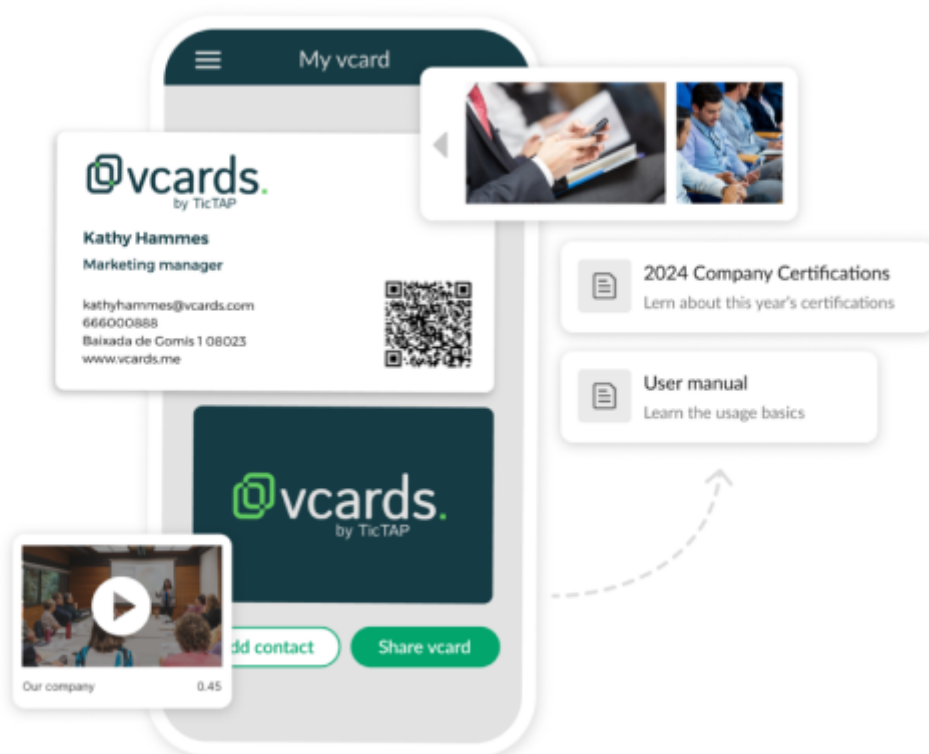 My vcard
vcards.
by TicTAP
Kathy Hammes
Marketing manager
kathyhammes@vcards.com
666000888
Baixada de Gomis 1 08023
www.vcards.me
2024 Company Certifications
Lern about this year's certifications
User manual
Learn the usage basics
vcards.
by TicTAP
dd contact
Share vcard
Our company
0.45